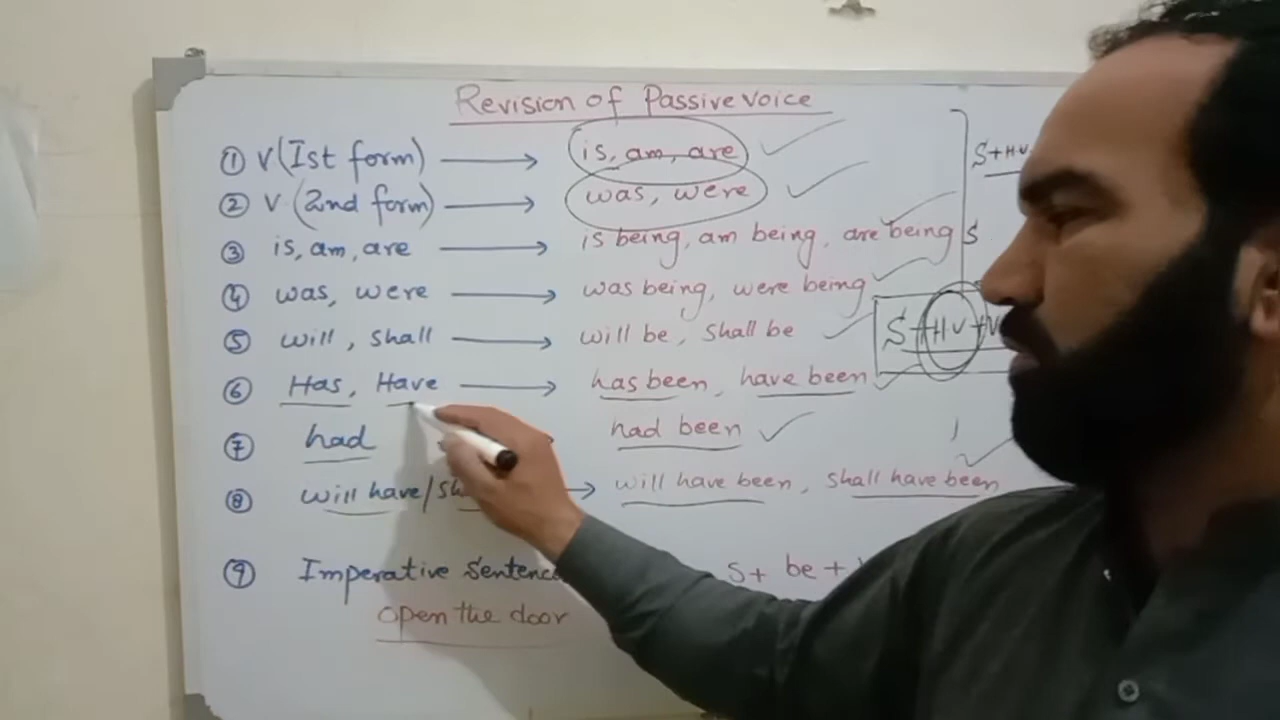 Revision of Passive Voice
① V (Ist form) → is, am, are ✓
② V (2nd form) → was, were ✓
③ is, am, are → is being, am being, are being
④ was, were → was being, were being
⑤ will, shall → will be, shall be ✓
⑥ Has, Have → has been, have been ✓
⑦ had → had been ✓
⑧ will have/ → will have been, shall have been
⑨ Imperative Sentence S+ be +
open the door
S+H.V
S
S+HV+V